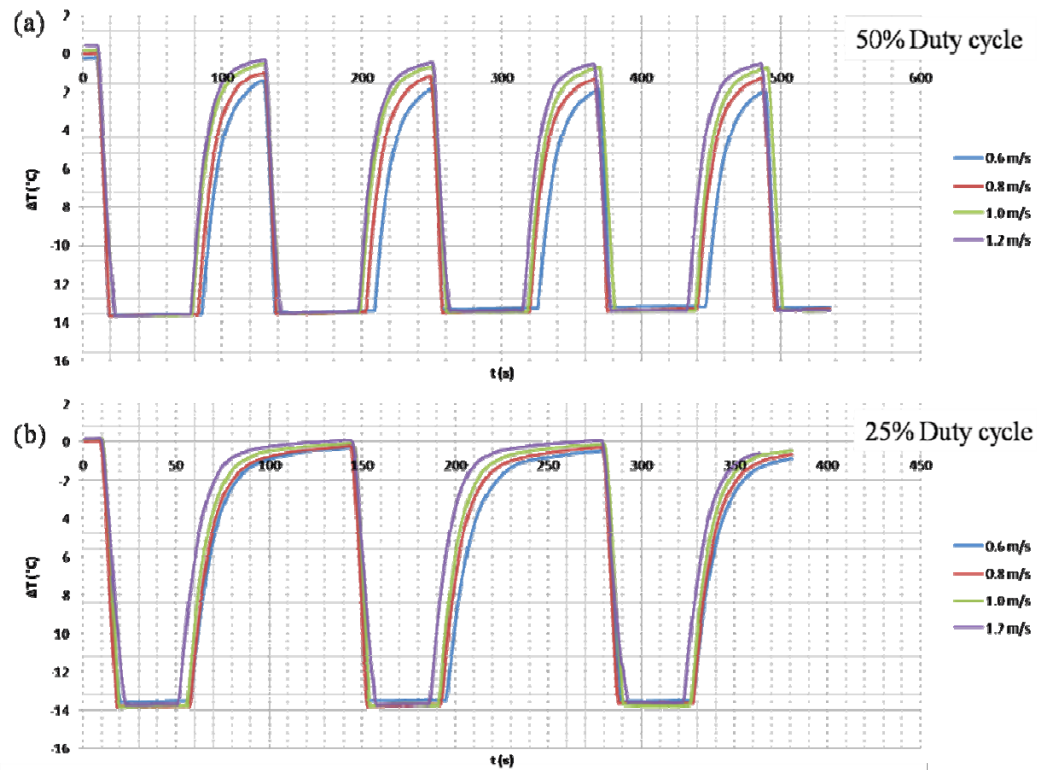 (a)
50% Duty cycle
2
0
2
4
6
8
-10
12
14
16
0
100
200
300
400
500
600
ΔT (°C)
t (s)
0.6 m/s
0.8 m/s
1.0 m/s
1.2 m/s
(b)
25% Duty cycle
2
0
-2
4
6
8
10
12
-14
-16
0
50
100
150
200
250
300
350
400
450
ΔT (°C)
t (s)
0.6 m/s
0.8 m/s
1.0 m/s
1.2 m/s